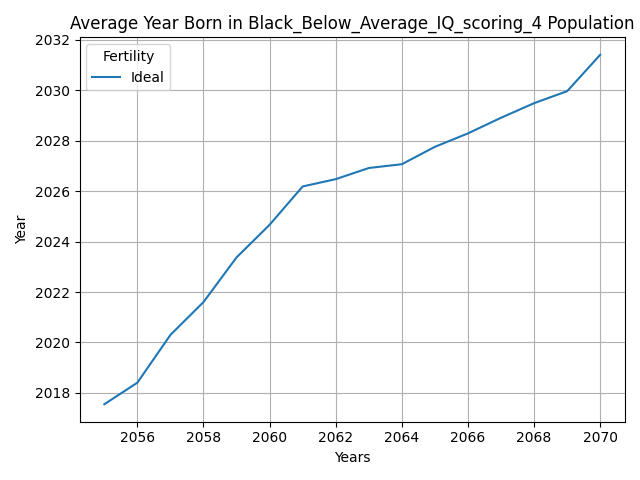 Average Year Born in Black_Below_Average_IQ_scoring_4 Population
Fertility
Ideal
2032
2030
2028
2026
2024
2022
2020
2018
Year
2056 2058 2060 2062 2064 2066 2068 2070
Years